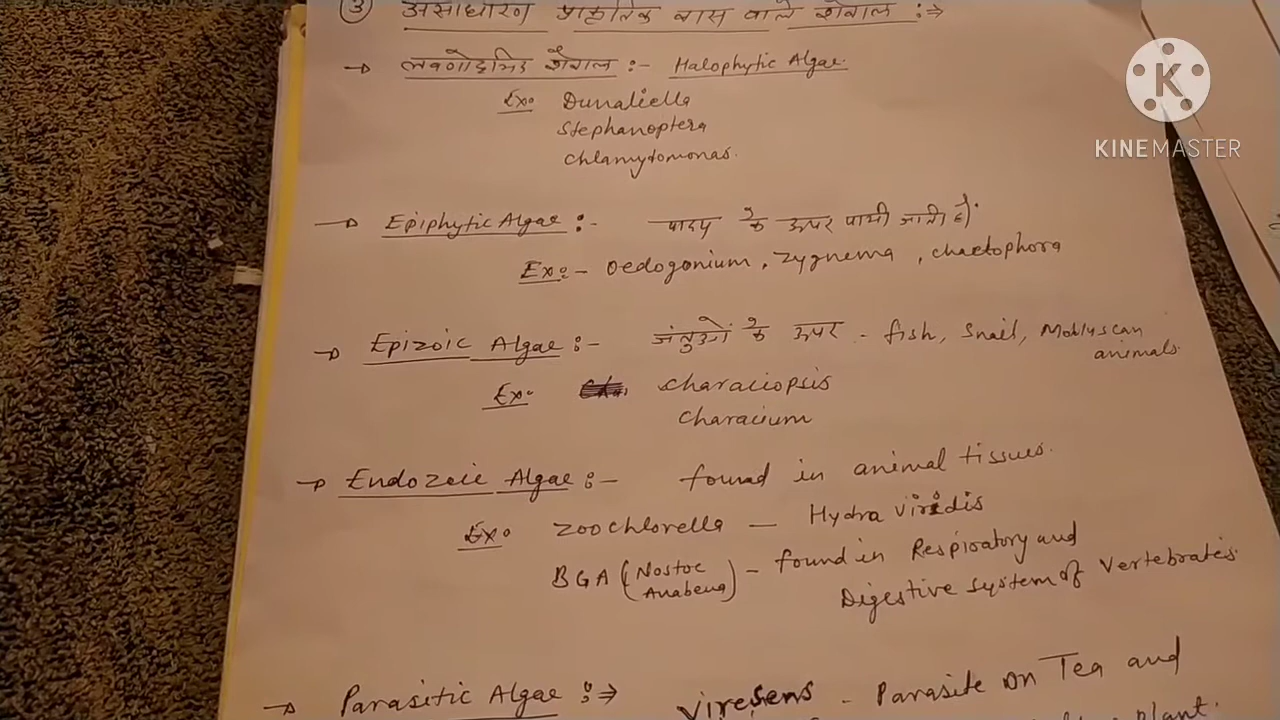 ③ असाधारण प्राकृतिक वास वाले शैवाल :⇒
→ लवणोद्भिद शैवाल :- Halophytic Algae.
Ex. Dunaliella
Stephanoptera
Chlamydomonas.
→ Epiphytic Algae :- पादप के ऊपर पायी जाती है।
Ex:- Oedogonium, Zygnema, Chaetophora
→ Epizoic Algae :- जंतुओं के ऊपर - fish, Snail, Molluscan
animals.
Ex. Characiopsis
Characium
→ Endozoic Algae :- found in animal tissues.
Ex. Zoochlorella — Hydra viridis
BGA (Nostoc Anabena) - found in Respiratory and
Digestive system of Vertebrates.
→ Parasitic Algae :⇒ viresens - Parasite on Tea and
plant.
KINEMASTER